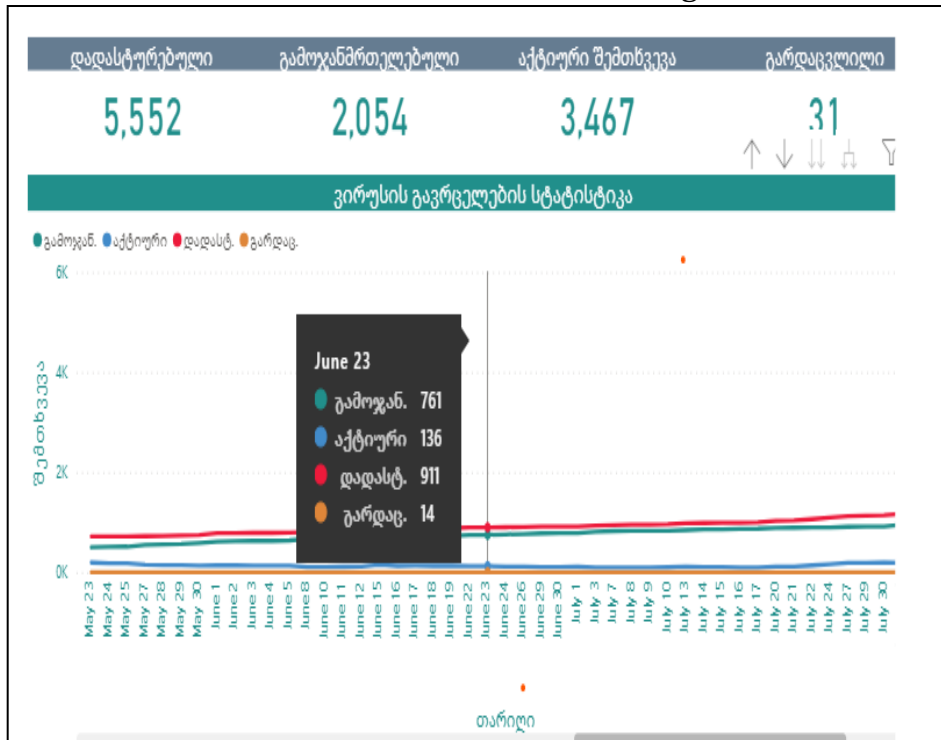 დადასტურებული გამოჯანმრთელებული აქტიური შემთხვევა გარდაცვლილი
5,552 2,054 3,467 31
ვირუსის გავრცელების სტატისტიკა
გამოჯან. აქტიური დადასტ. გარდაც.
6K
4K
2K
0K
შემთხვევა
June 23
გამოჯან. 761
აქტიური 136
დადასტ. 911
გარდაც. 14
May 23
May 24
May 25
May 27
May 28
May 29
May 30
June 1
June 2
June 3
June 4
June 5
June 8
June 10
June 11
June 12
June 15
June 16
June 17
June 18
June 19
June 22
June 23
June 24
June 26
June 29
June 30
July 1
July 3
July 7
July 8
July 9
July 10
July 13
July 14
July 15
July 16
July 17
July 20
July 21
July 22
July 24
July 27
July 29
July 30
თარიღი